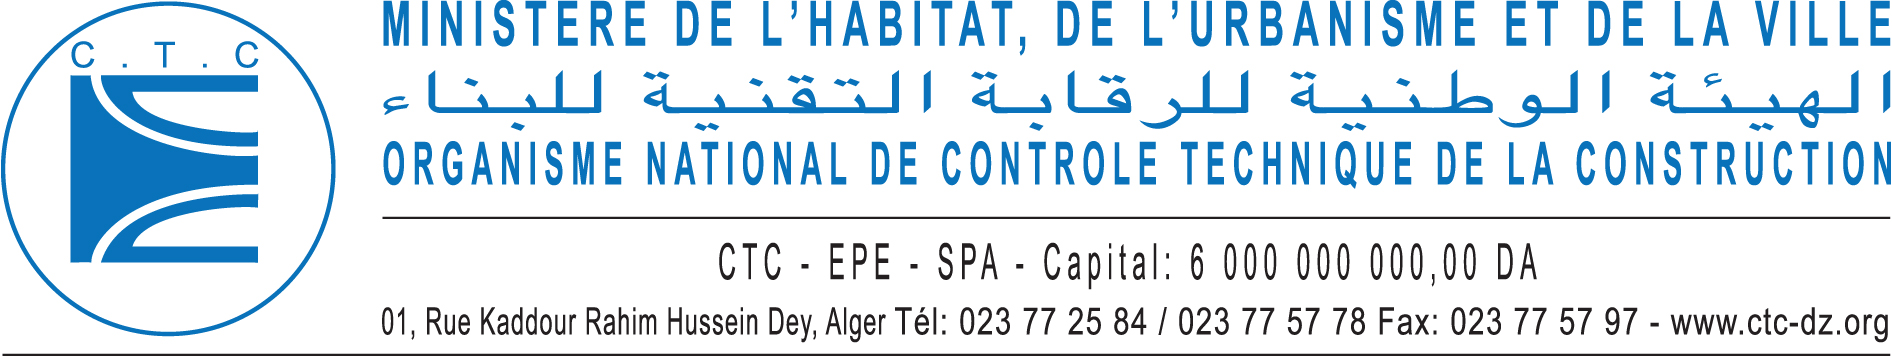 C . T . C
MINISTERE DE L’HABITAT, DE L’URBANISME ET DE LA VILLE
الهيئة الوطنية للرقابة التقنية للبناء
ORGANISME NATIONAL DE CONTROLE TECHNIQUE DE LA CONSTRUCTION
CTC - EPE - SPA - Capital: 6 000 000 000,00 DA
01, Rue Kaddour Rahim Hussein Dey, Alger Tél: 023 77 25 84 / 023 77 57 78 Fax: 023 77 57 97 - www.ctc-dz.org